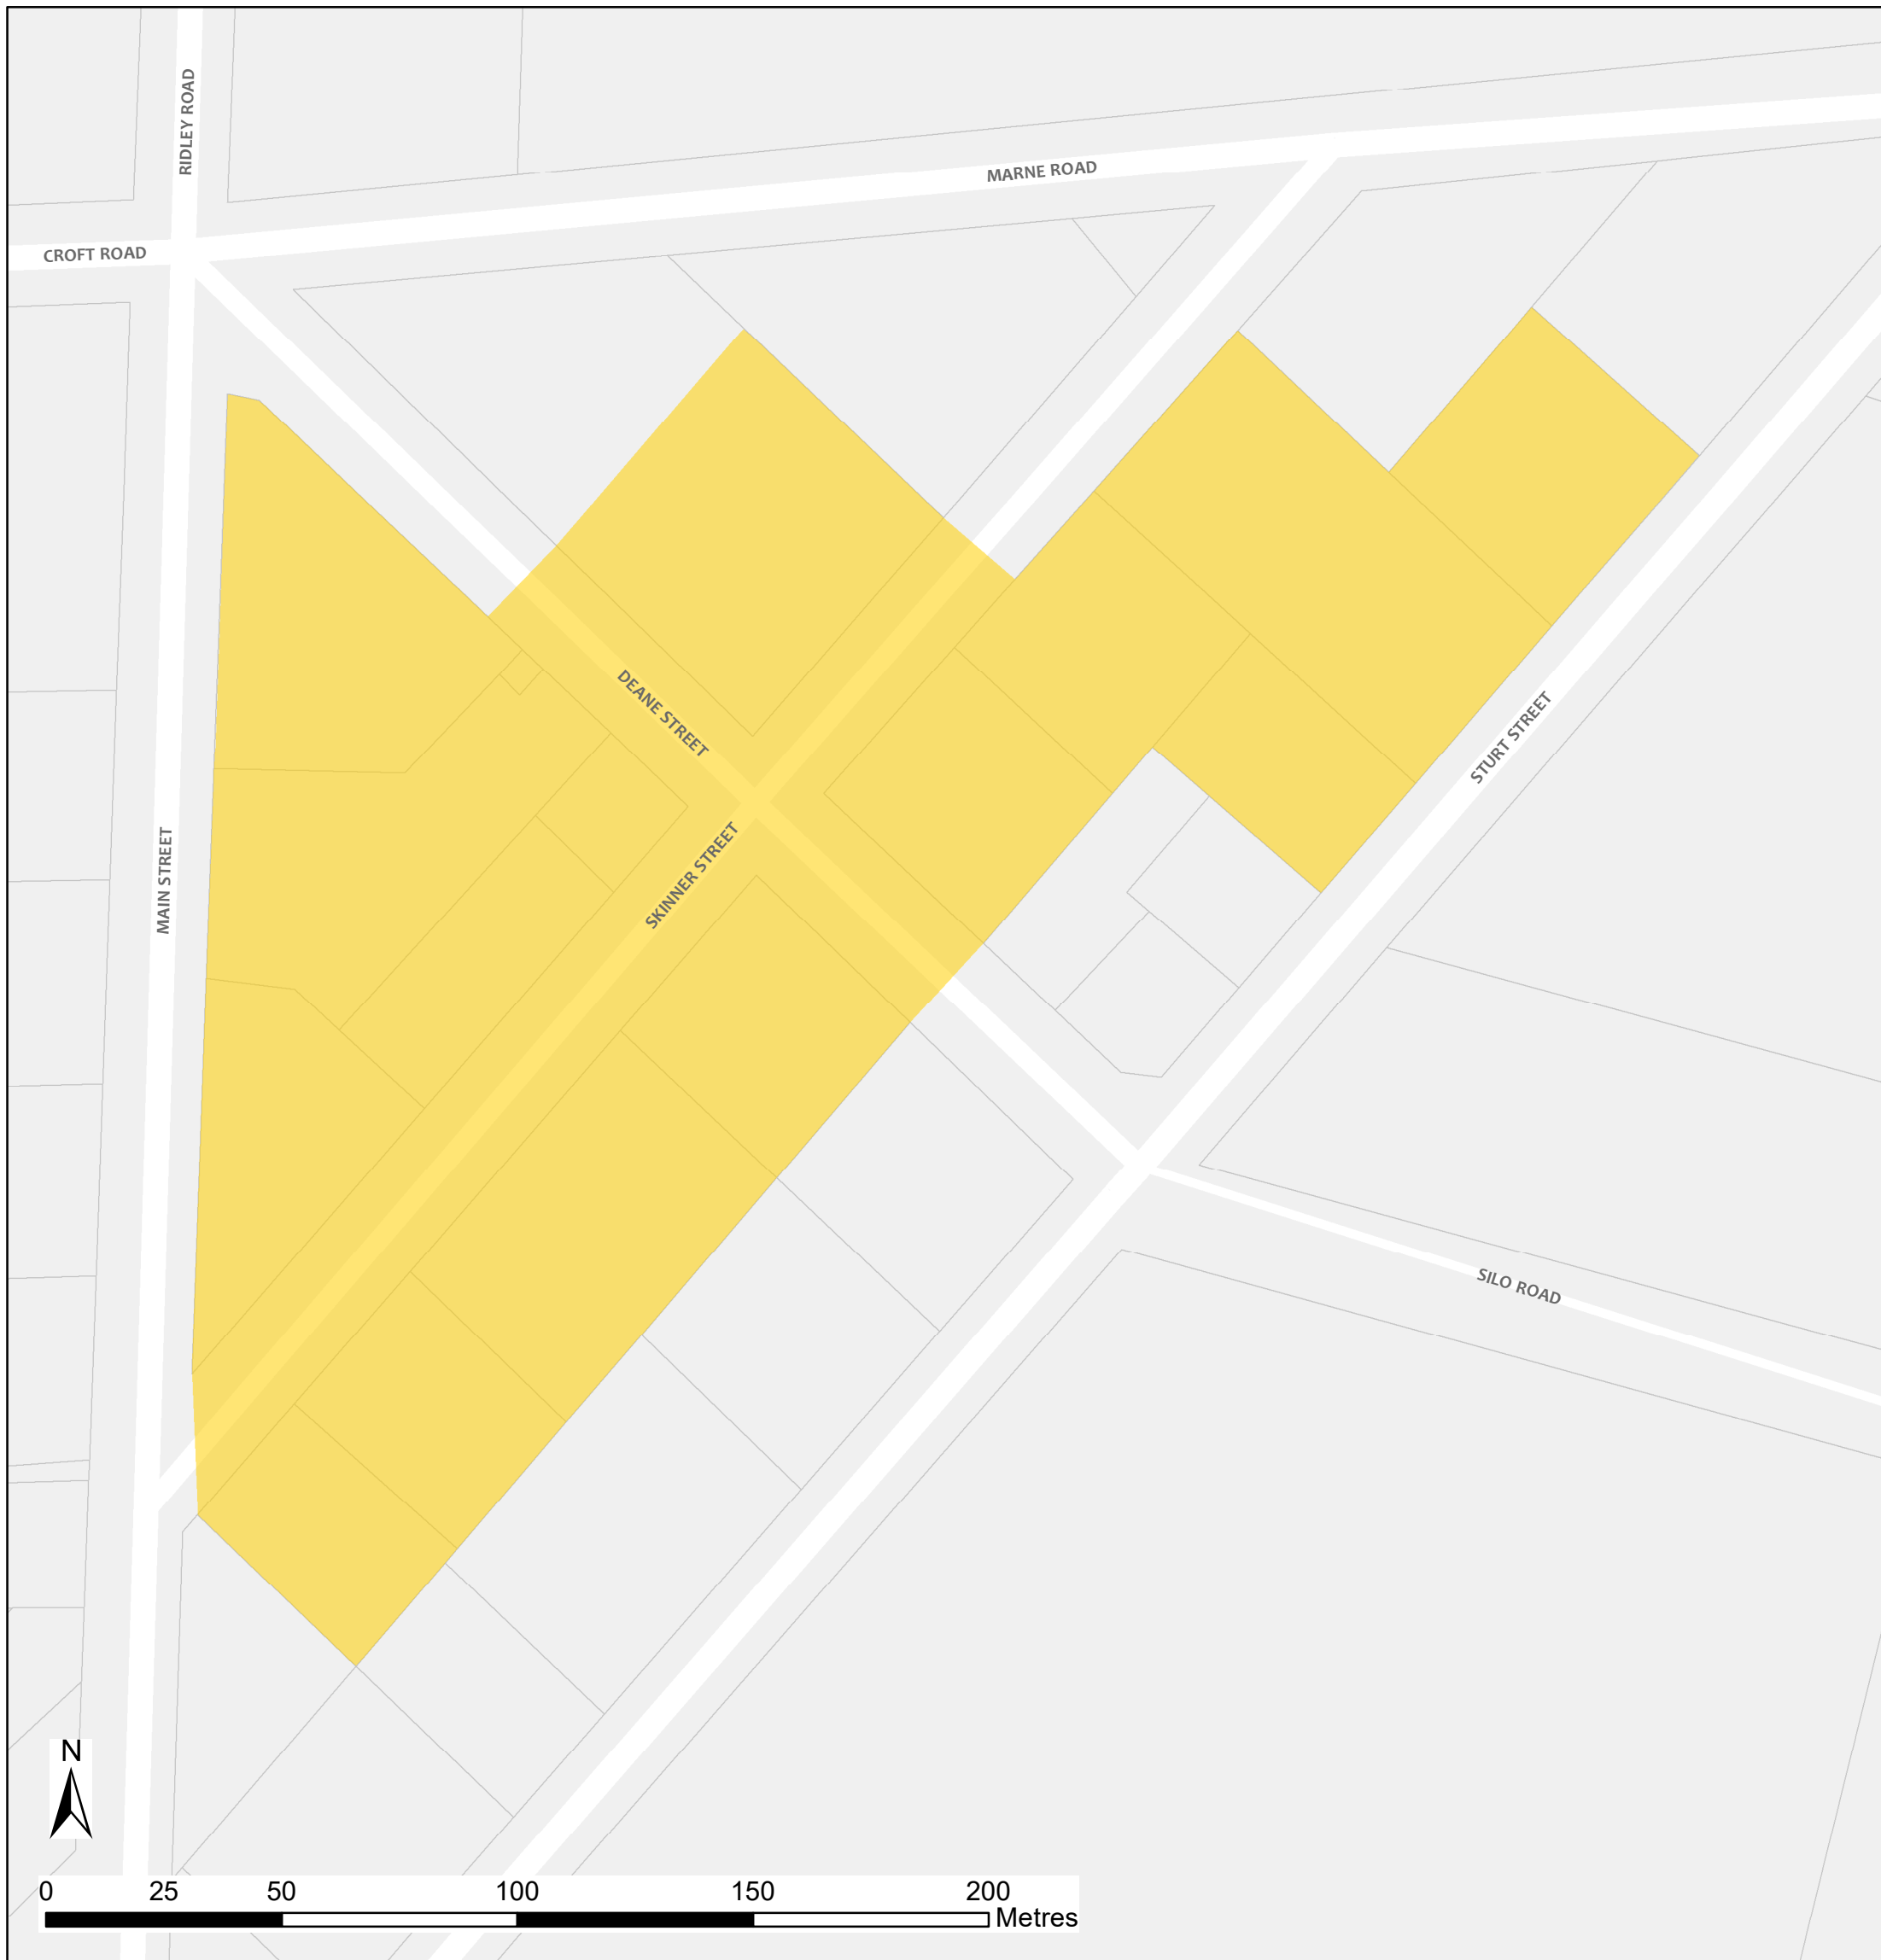 RIDLEY ROAD
MARNE ROAD
CROFT ROAD
DEANE STREET
STURT STREET
MAIN STREET
SKINNER STREET
SILO ROAD
N
0 25 50 100 150 200
Metres